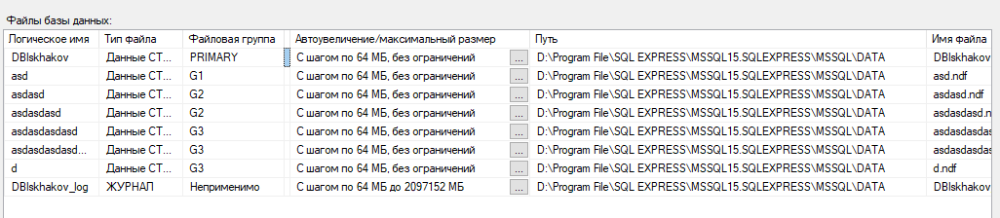 Файлы базы данных:
Логическое имя Тип файла Файловая группа Автоувеличение/максимальный размер Путь Имя Файла
DBIskhakov Данные СТ... PRIMARY С шагом по 64 МБ, без ограничений ... D:\Program File\SQL EXPRESS\MSSQL15.SQLEXPRESS\MSSQL\DATA DBIskhakov
asd Данные СТ... G1 С шагом по 64 МБ, без ограничений ... D:\Program File\SQL EXPRESS\MSSQL15.SQLEXPRESS\MSSQL\DATA asd.ndf
asdasd Данные СТ... G2 С шагом по 64 МБ, без ограничений ... D:\Program File\SQL EXPRESS\MSSQL15.SQLEXPRESS\MSSQL\DATA asdasd.ndf
asdasdasd Данные СТ... G2 С шагом по 64 МБ, без ограничений ... D:\Program File\SQL EXPRESS\MSSQL15.SQLEXPRESS\MSSQL\DATA asdasdasd.n
asdasdasdasd Данные СТ... G3 С шагом по 64 МБ, без ограничений ... D:\Program File\SQL EXPRESS\MSSQL15.SQLEXPRESS\MSSQL\DATA asdasdasdas
asdasdasdasd... Данные СТ... G3 С шагом по 64 МБ, без ограничений ... D:\Program File\SQL EXPRESS\MSSQL15.SQLEXPRESS\MSSQL\DATA asdasdasdas
d Данные СТ... G3 С шагом по 64 МБ, без ограничений ... D:\Program File\SQL EXPRESS\MSSQL15.SQLEXPRESS\MSSQL\DATA d.ndf
DBIskhakov_log ЖУРНАЛ Неприменимо С шагом по 64 МБ до 2097152 МБ ... D:\Program File\SQL EXPRESS\MSSQL15.SQLEXPRESS\MSSQL\DATA DBIskhakov